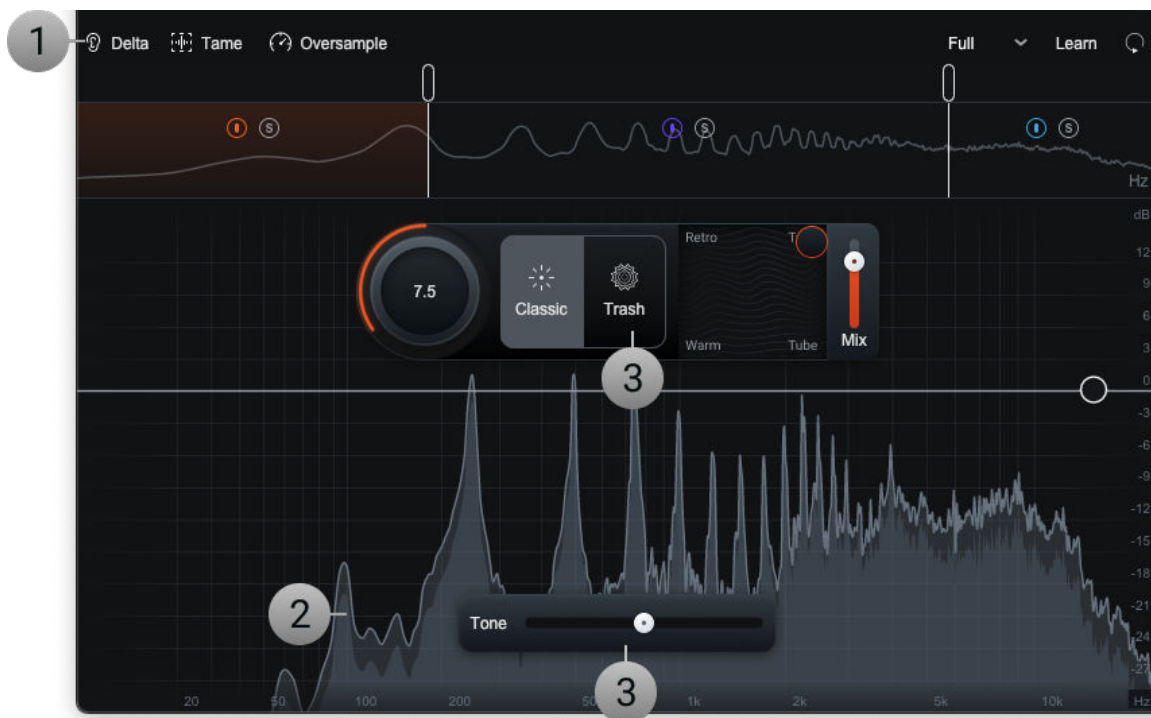 1 Delta Tame Oversample Full Learn
S S S
Hz
dB
Retro
12
7.5 Classic Trash
9
6
Warm Tube Mix
3
3
0
-3
-6
-9
-12
-15
-18
2
-21
Tone
-24
-27
3
20 50 100 200 1k 2k 5k 10k Hz